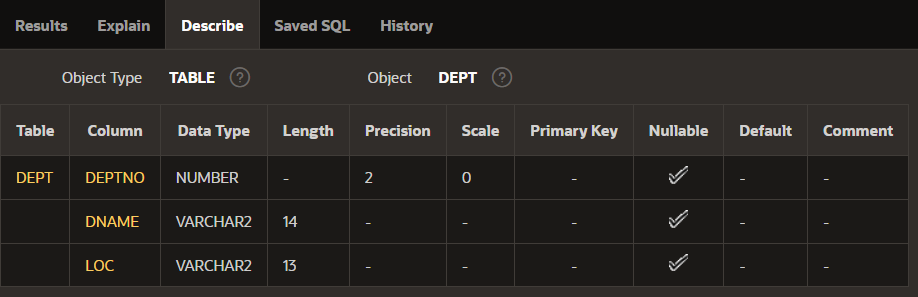 Results Explain Describe Saved SQL History
Object Type TABLE ? Object DEPT ?
Table Column Data Type Length Precision Scale Primary Key Nullable Default Comment
DEPT DEPTNO NUMBER - 2 0 - - -
DNAME VARCHAR2 14 - - - - -
LOC VARCHAR2 13 - - - - -